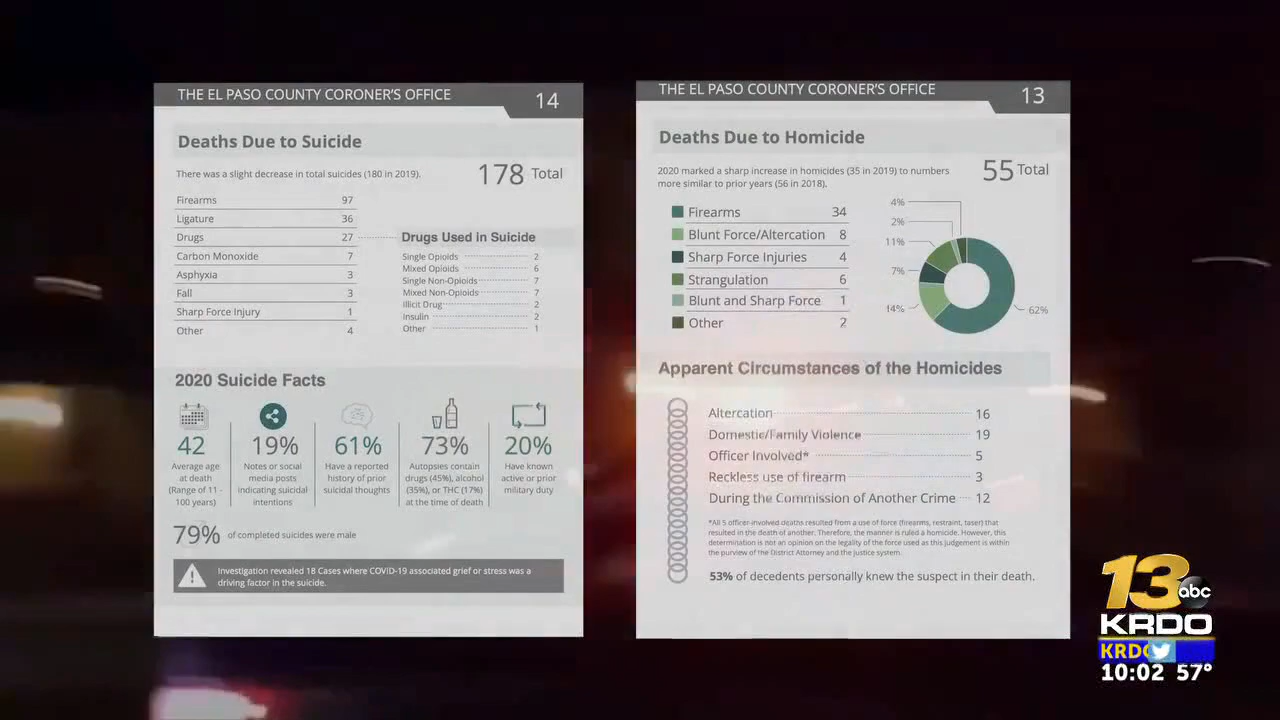 THE EL PASO COUNTY CORONER'S OFFICE
14
Deaths Due to Suicide
There was a slight decrease in total suicides (180 in 2019).
178 Total
Firearms 97
Ligature 36
Drugs 27
Carbon Monoxide 7
Asphyxia 3
Fall 3
Sharp Force Injury 1
Other 4
Drugs Used in Suicide
Single Opioids 2
Mixed Opioids 6
Single Non-Opioids 7
Mixed Non-Opioids 7
Illicit Drug 2
Insulin 2
Other 1
2020 Suicide Facts
42
Average age
at death
(Range of 11 -
100 years)
19%
Notes or social
media posts
indicating suicidal
intentions
61%
Have a reported
history of prior
suicidal thoughts
73%
Autopsies contain
drugs (45%), alcohol
(35%), or THC (17%)
at the time of death
20%
Have known
active or prior
military duty
79% of completed suicides were male
Investigation revealed 18 Cases where COVID-19 associated grief or stress was a
driving factor in the suicide.
THE EL PASO COUNTY CORONER'S OFFICE
13
Deaths Due to Homicide
2020 marked a sharp increase in homicides (35 in 2019) to numbers
more similar to prior years (56 in 2018).
55 Total
Firearms 34
Blunt Force/Altercation 8
Sharp Force Injuries 4
Strangulation 6
Blunt and Sharp Force 1
Other 2
4%
2%
11%
7%
14%
62%
Apparent Circumstances of the Homicides
Altercation 16
Domestic/Family Violence 19
Officer Involved* 5
Reckless use of firearm 3
During the Commission of Another Crime 12
*All 5 officer-involved deaths resulted from a use of force (firearms, restraint, taser) that
resulted in the death of another. Therefore, the manner is ruled a homicide. However, this
determination is not an opinion on the legality of the force used as this judgement is within
the purview of the District Attorney and the justice system.
53% of decedents personally knew the suspect in their death.
13
abc
KRDO
KRDO
10:02 57°